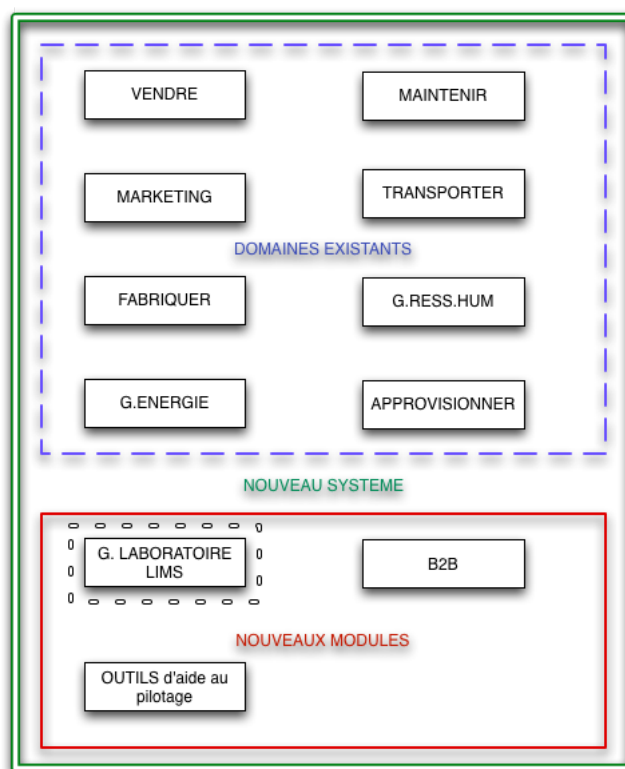 VENDRE
MAINTENIR
MARKETING
TRANSPORTER
DOMAINES EXISTANTS
FABRIQUER
G.RESS.HUM
G.ENERGIE
APPROVISIONNER
NOUVEAU SYSTEME
G. LABORATOIRE
LIMS
B2B
NOUVEAUX MODULES
OUTILS d'aide au
pilotage